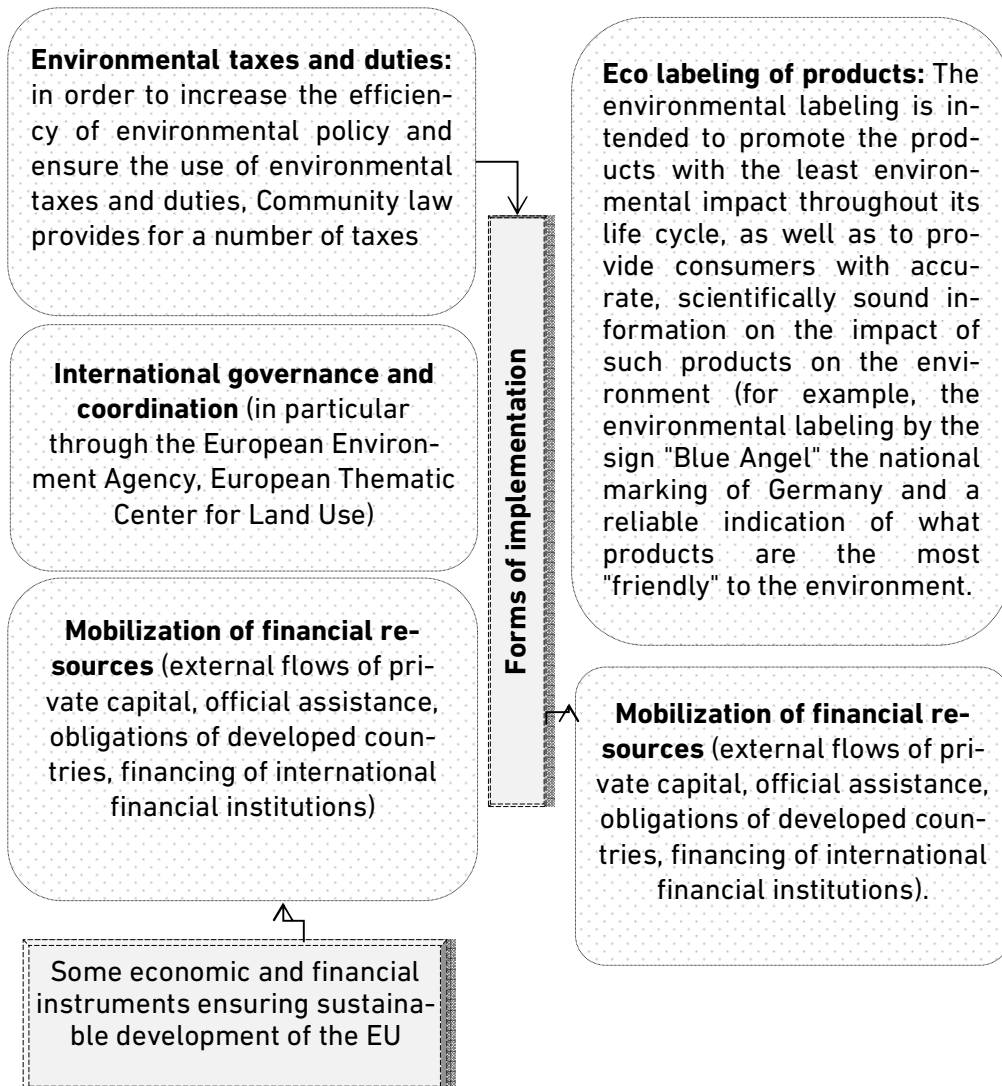 Environmental taxes and duties:
in order to increase the efficien-
cy of environmental policy and
ensure the use of environmental
taxes and duties, Community law
provides for a number of taxes
International governance and
coordination (in particular
through the European Environ-
ment Agency, European Thematic
Center for Land Use)
Mobilization of financial re-
sources (external flows of pri-
vate capital, official assistance,
obligations of developed coun-
tries, financing of international
financial institutions)
Some economic and financial
instruments ensuring sustaina-
ble development of the EU
Forms of implementation
Eco labeling of products: The
environmental labeling is in-
tended to promote the prod-
ucts with the least environ-
mental impact throughout its
life cycle, as well as to pro-
vide consumers with accu-
rate, scientifically sound in-
formation on the impact of
such products on the envi-
ronment (for example, the
environmental labeling by the
sign "Blue Angel" the national
marking of Germany and a
reliable indication of what
products are the most
"friendly" to the environment.
Mobilization of financial re-
sources (external flows of pri-
vate capital, official assistance,
obligations of developed coun-
tries, financing of international
financial institutions).